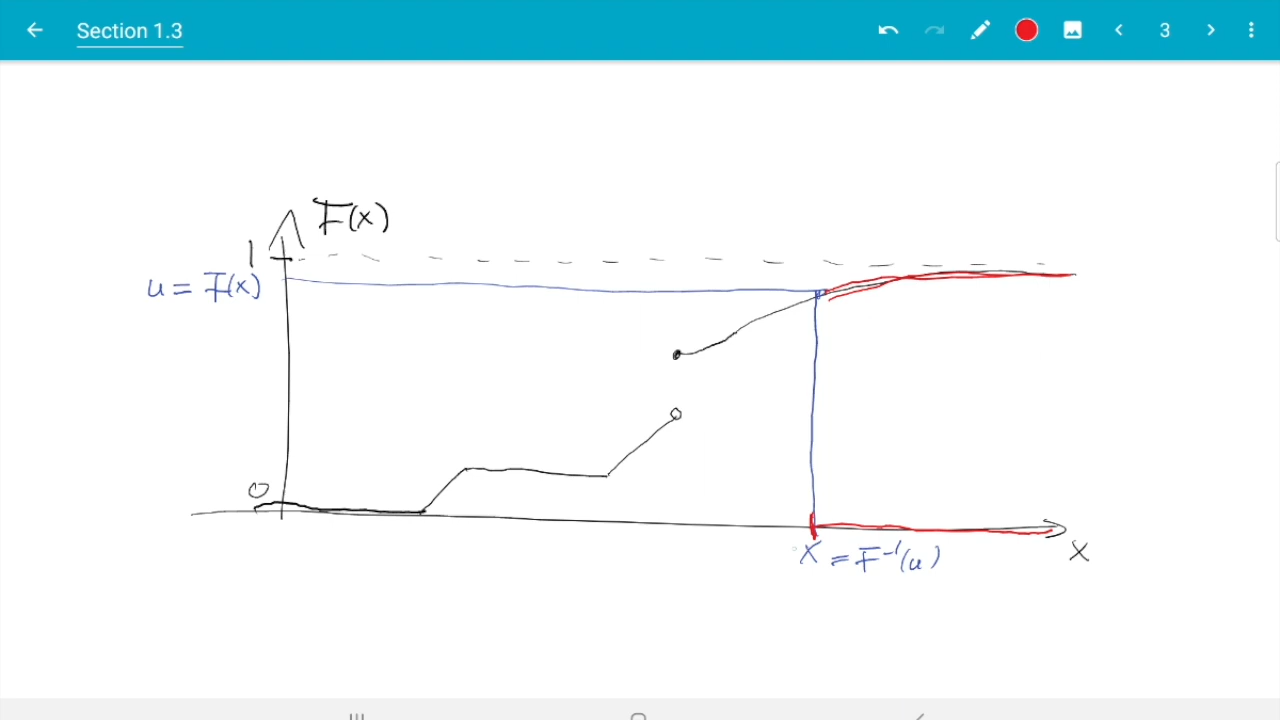 Section 1.3
3
F(x)
1
u = F(x)
0
x = F⁻¹(u)
x